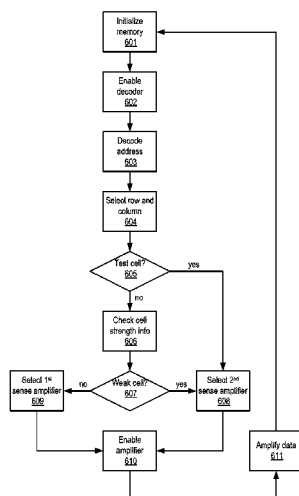 Initialize
memory
601
Enable
decoder
602
Decode
address
603
Select row and
column
604
Test cell?
605
yes
no
Check cell
strength info
606
Weak cell?
607
no
yes
Select 1st
sense amplifier
609
Select 2nd
sense amplifier
608
Enable
amplifier
610
Amplify data
611